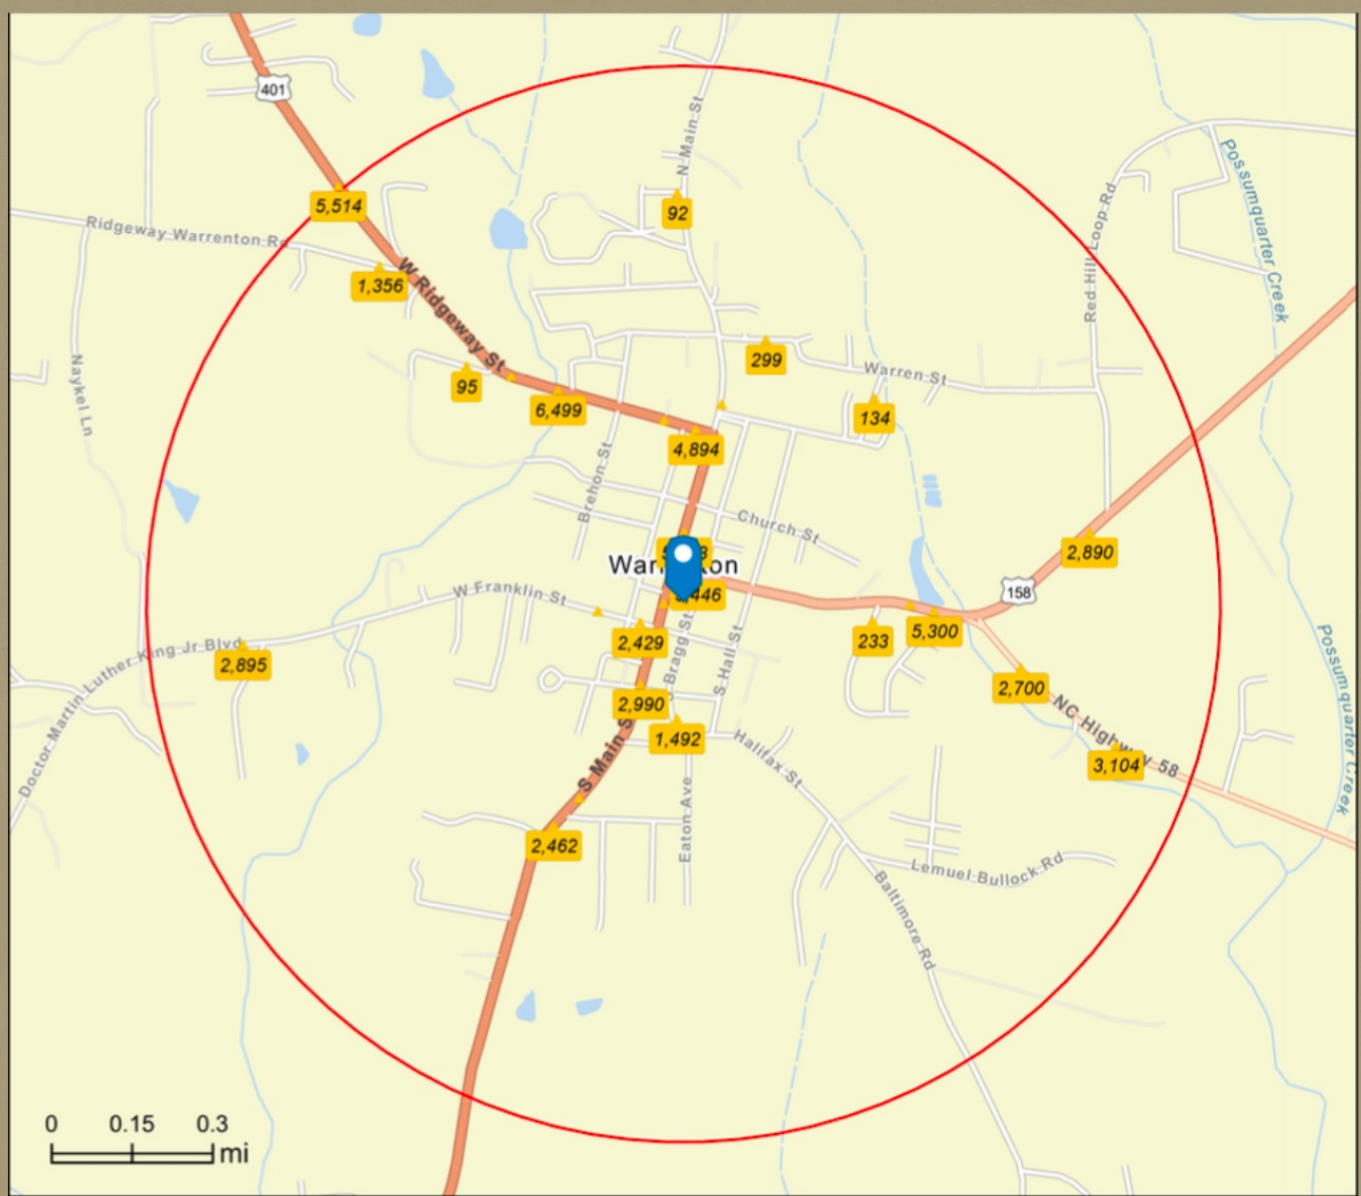 401
N Main St
Possumquarter Creek
5,514
92
Red Hill Loop Rd
Ridgeway Warrenton Rd
1,356
W Ridgeway St
299
Naykel Ln
95
Warren St
6,499
134
4,894
Brehon St
Church St
2,890
W Franklin St
158
233
5,300
2,429
S Hall St
Doctor Martin Luther King Jr Blvd
2,895
2,700
Possumquarter Creek
2,990
NC Highway 58
1,492
S Main S
Halifax St
3,104
Eaton Ave
2,462
Lemuel Bullock Rd
Baltimore Rd
0 0.15 0.3
mi